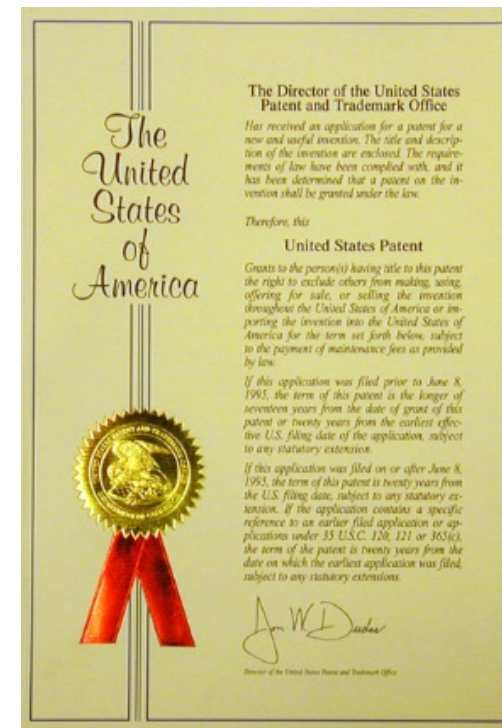 The
United
States
of
America
The Director of the United States
Patent and Trademark Office
Has received an application for a patent for a
new and useful invention. The title and descrip-
tion of the invention are enclosed. The require-
ments of law have been complied with, and it
has been determined that a patent on the in-
vention shall be granted under the law.
Therefore, this
United States Patent
Grants to the person(s) having title to this patent
the right to exclude others from making, using,
offering for sale, or selling the invention
throughout the United States of America or im-
porting the invention into the United States of
America for the term set forth below, subject
to the payment of maintenance fees as provided
by law.
If this application was filed prior to June 8,
1995, the term of this patent is the longer of
seventeen years from the date of grant of this
patent or twenty years from the earliest effec-
tive U.S. filing date of the application, subject
to any statutory extension.
If this application was filed on or after June 8,
1995, the term of this patent is twenty years from
the U.S. filing date, subject to any statutory ex-
tension. If the application contains a specific
reference to an earlier filed application or ap-
plications under 35 U.S.C. 120, 121 or 365(c),
the term of the patent is twenty years from the
date on which the earliest application was filed,
subject to any statutory extensions.
Jon W. Dudas
Director of the United States Patent and Trademark Office